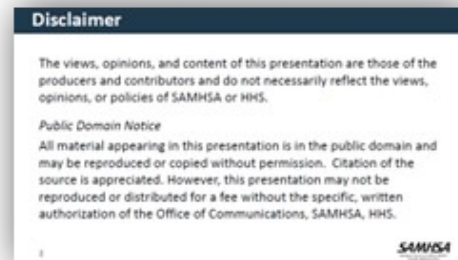 Disclaimer
The views, opinions, and content of this presentation are those of the
producers and contributors and do not necessarily reflect the views,
opinions, or policies of SAMHSA or HHS.
Public Domain Notice
All material appearing in this presentation is in the public domain and
may be reproduced or copied without permission. Citation of the
source is appreciated. However, this presentation may not be
reproduced or distributed for a fee without the specific, written
authorization of the Office of Communications, SAMHSA, HHS.
SAMHSA